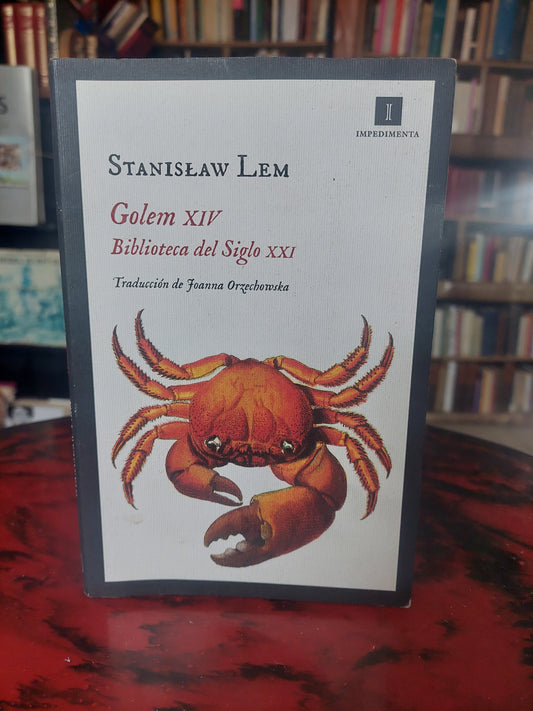 I
IMPEDIMENTA
STANISŁAW LEM
Golem XIV
Biblioteca del Siglo XXI
Traducción de Joanna Orzechowska